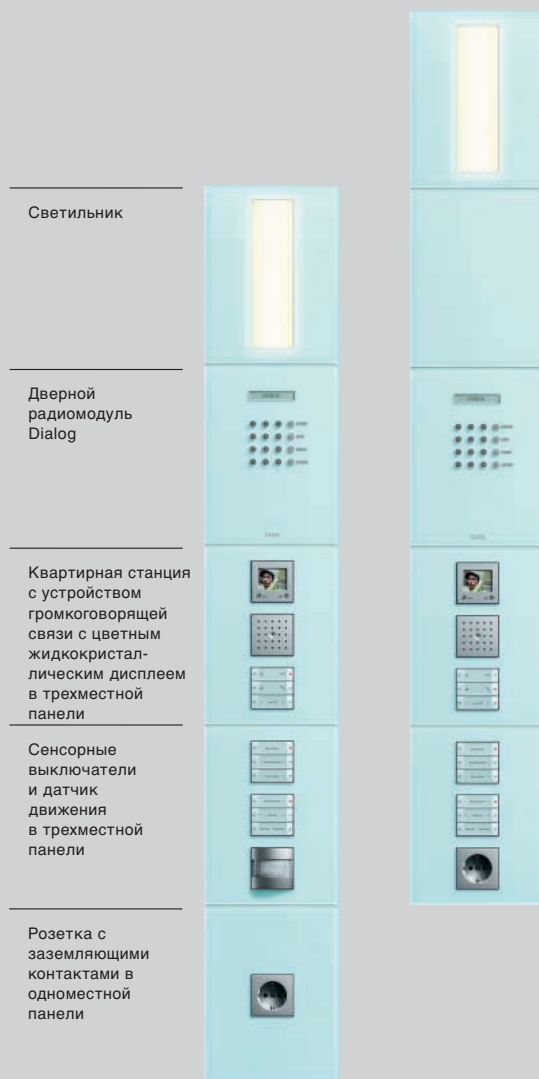 Светильник
Дверной
радиомодуль
Dialog
Квартирная станция
с устройством
громкоговорящей
связи с цветным
жидкокристал-
лическим дисплеем
в трехместной
панели
Сенсорные
выключатели
и датчик
движения
в трехместной
панели
Розетка с
заземляющими
контактами в
одноместной
панели